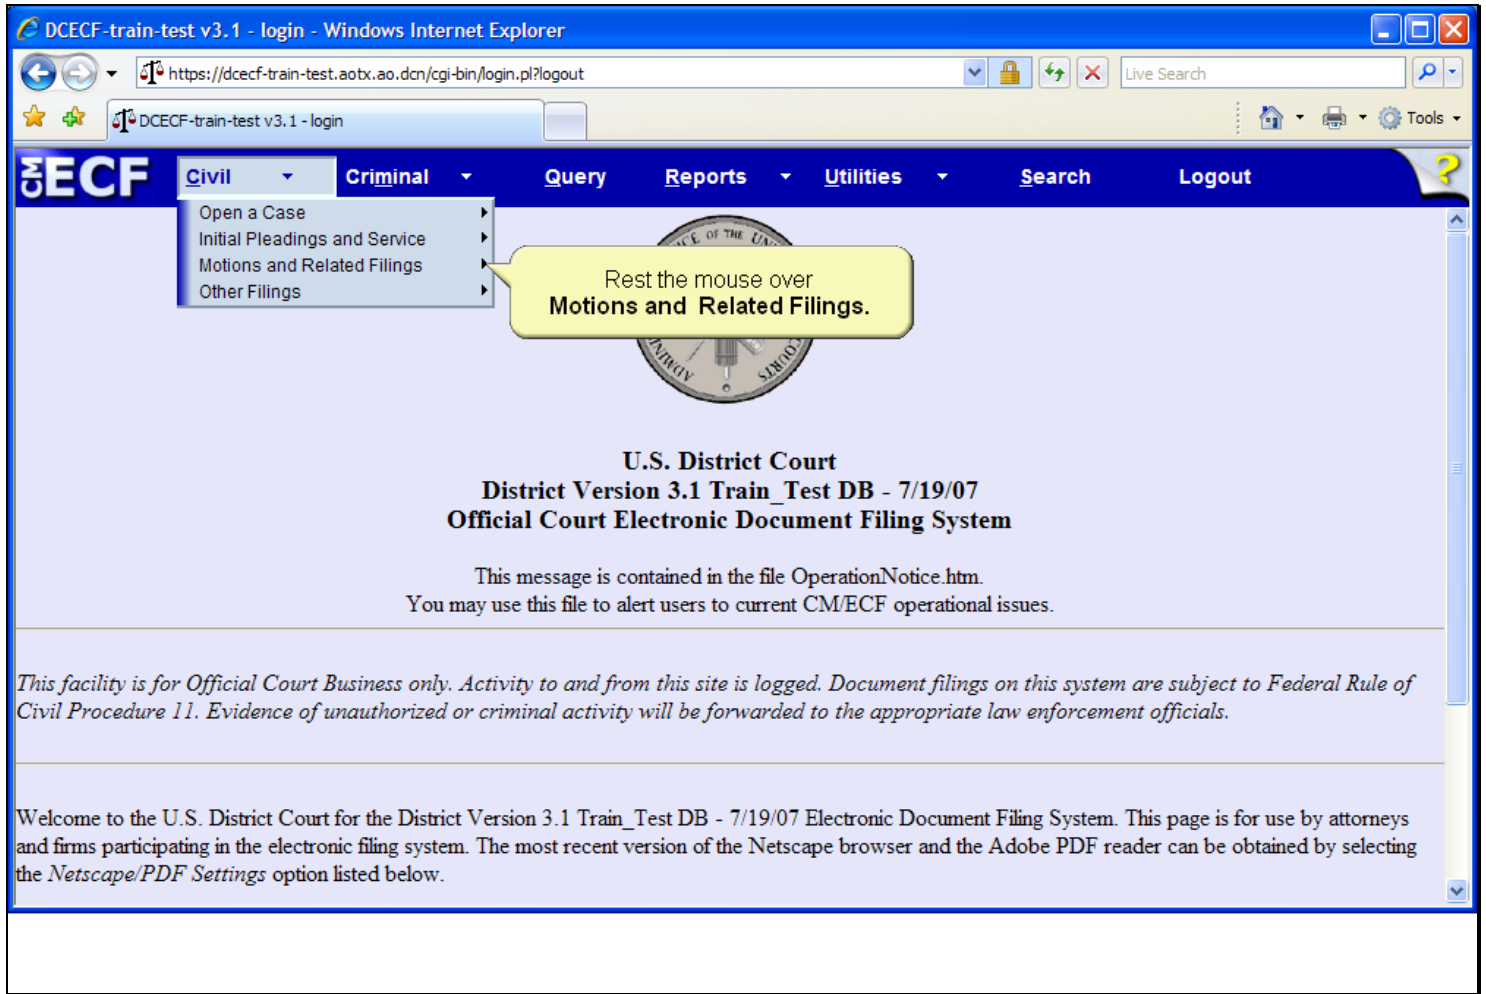 DCECF-train-test v3.1 - login - Windows Internet Explorer
https://dcecf-train-test.aotx.ao.dcn/cgi-bin/login.pl?logout
Live Search
DCECF-train-test v3.1 - login
Tools
CM ECF Civil Criminal Query Reports Utilities Search Logout ?
Open a Case
Initial Pleadings and Service
Motions and Related Filings
Other Filings
Rest the mouse over
Motions and Related Filings.
OF THE
COURTS
U.S. District Court
District Version 3.1 Train_Test DB - 7/19/07
Official Court Electronic Document Filing System
This message is contained in the file OperationNotice.htm.
You may use this file to alert users to current CM/ECF operational issues.
This facility is for Official Court Business only. Activity to and from this site is logged. Document filings on this system are subject to Federal Rule of
Civil Procedure 11. Evidence of unauthorized or criminal activity will be forwarded to the appropriate law enforcement officials.
Welcome to the U.S. District Court for the District Version 3.1 Train_Test DB - 7/19/07 Electronic Document Filing System. This page is for use by attorneys
and firms participating in the electronic filing system. The most recent version of the Netscape browser and the Adobe PDF reader can be obtained by selecting
the Netscape/PDF Settings option listed below.